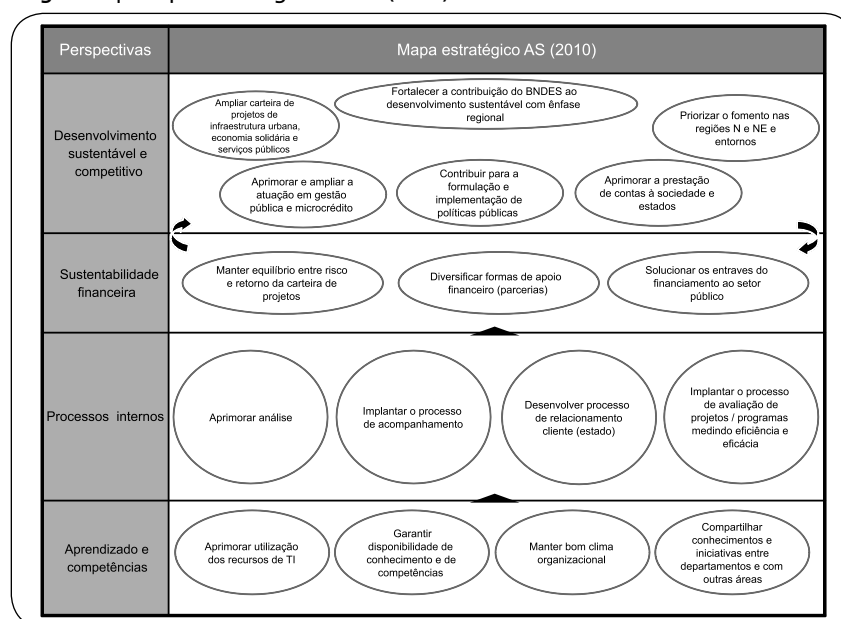 Perspectivas
Mapa estratégico AS (2010)
Desenvolvimento
sustentável e
competitivo
Ampliar carteira de
projetos de
infraestrutura urbana,
economia solidária e
serviços públicos
Fortalecer a contribuição do BNDES ao
desenvolvimento sustentável com ênfase
regional
Priorizar o fomento nas
regiões N e NE e
entornos
Aprimorar e ampliar a
atuação em gestão
pública e microcrédito
Contribuir para a
formulação e
implementação de
políticas públicas
Aprimorar a prestação
de contas à sociedade e
estados
Sustentabilidade
financeira
Manter equilíbrio entre risco
e retorno da carteira de
projetos
Diversificar formas de apoio
financeiro (parcerias)
Solucionar os entraves do
financiamento ao setor
público
Processos internos
Aprimorar análise
Implantar o processo
de acompanhamento
Desenvolver processo
de relacionamento
cliente (estado)
Implantar o processo
de avaliação de
projetos / programas
medindo eficiência e
eficácia
Aprendizado e
competências
Aprimorar utilização
dos recursos de TI
Garantir
disponibilidade de
conhecimento e de
competências
Manter bom clima
organizacional
Compartilhar
conhecimentos e
iniciativas entre
departamentos e com
outras áreas